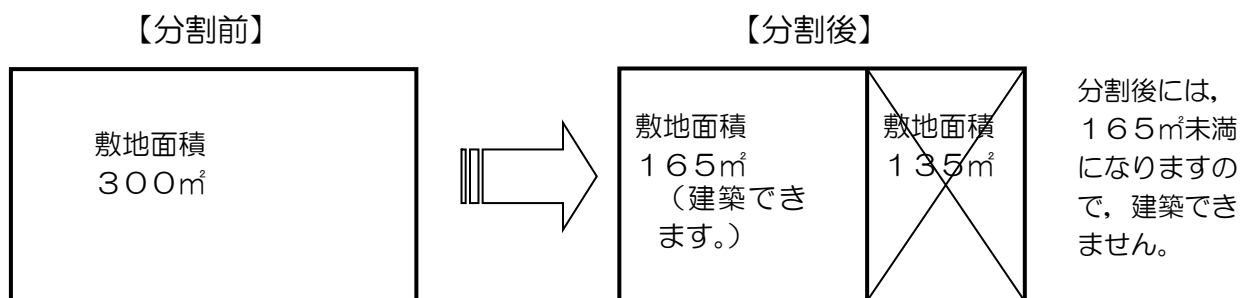 【分割前】
敷地面積
３００㎡
【分割後】
敷地面積
１６５㎡
（建築でき
ます。）
敷地面積
１３５㎡
分割後には，
１６５㎡未満
になりますの
で，建築でき
ません。